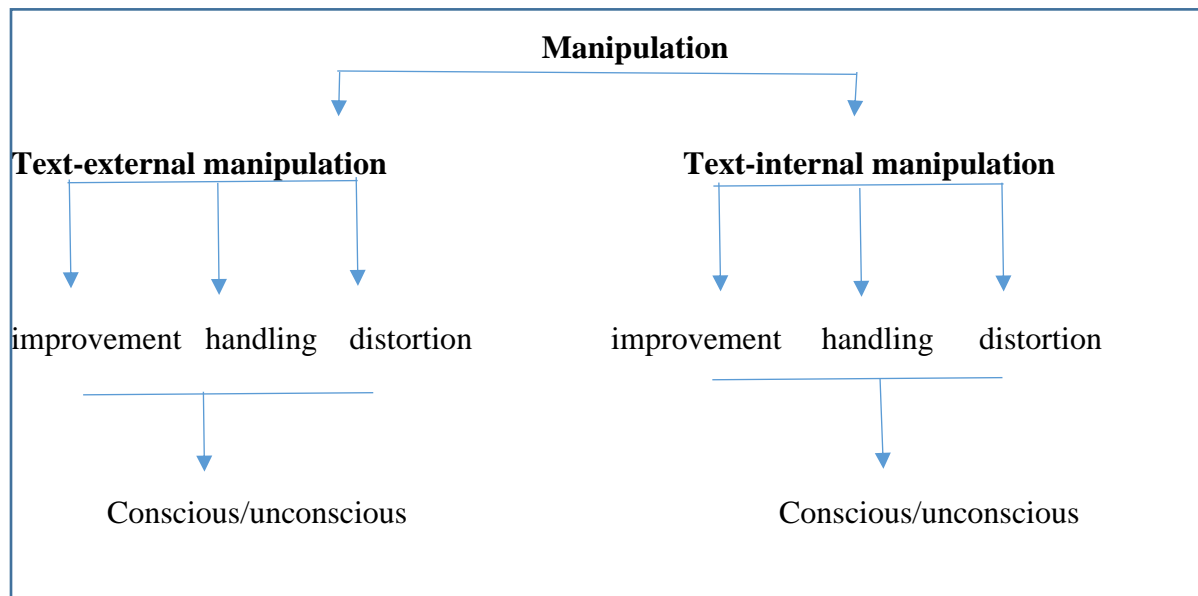 Manipulation
Text-external manipulation Text-internal manipulation
improvement handling distortion improvement handling distortion
Conscious/unconscious Conscious/unconscious